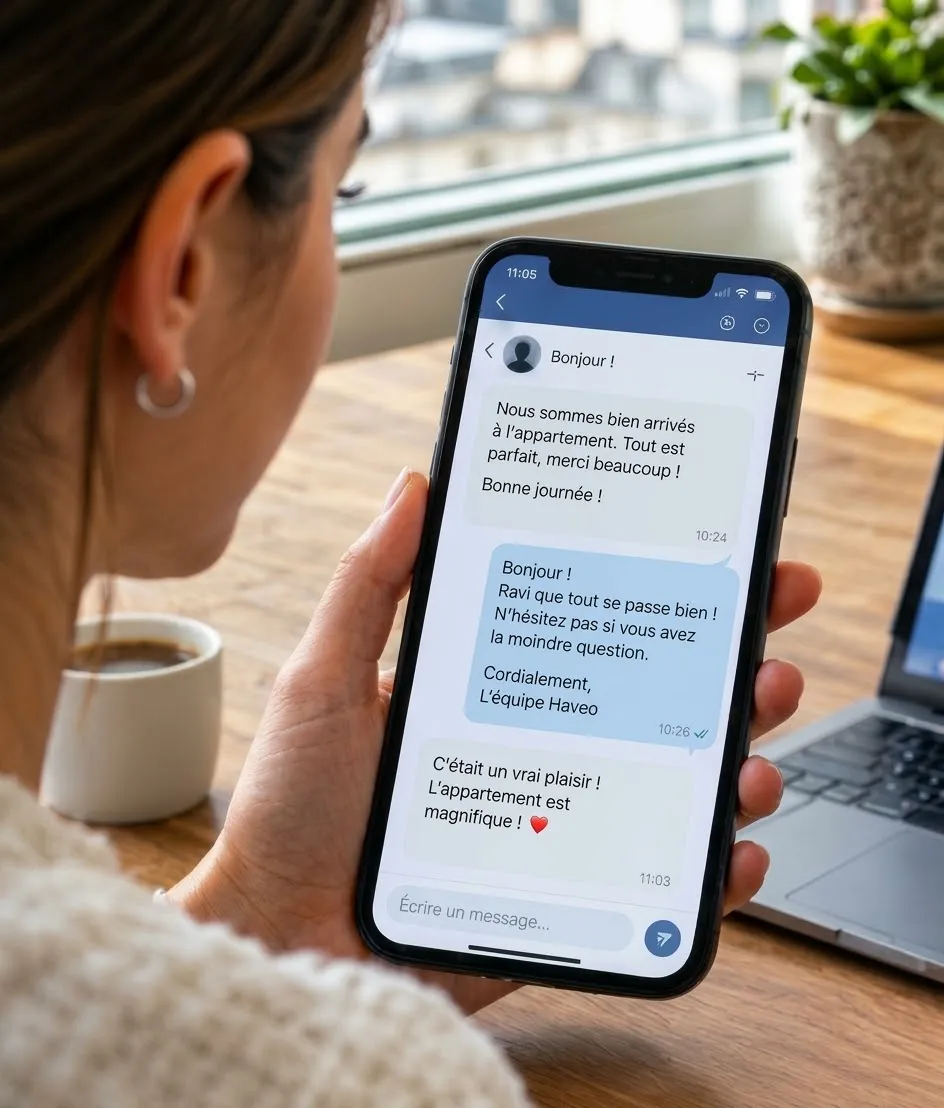 11:05
Bonjour !
Nous sommes bien arrivés
à l'appartement. Tout est
parfait, merci beaucoup !
Bonne journée !
10:24
Bonjour !
Ravi que tout se passe bien !
N'hésitez pas si vous avez
la moindre question.
Cordialement,
L'équipe Haveo
10:26
C'était un vrai plaisir !
L'appartement est
magnifique ! ❤️
11:03
Écrire un message...